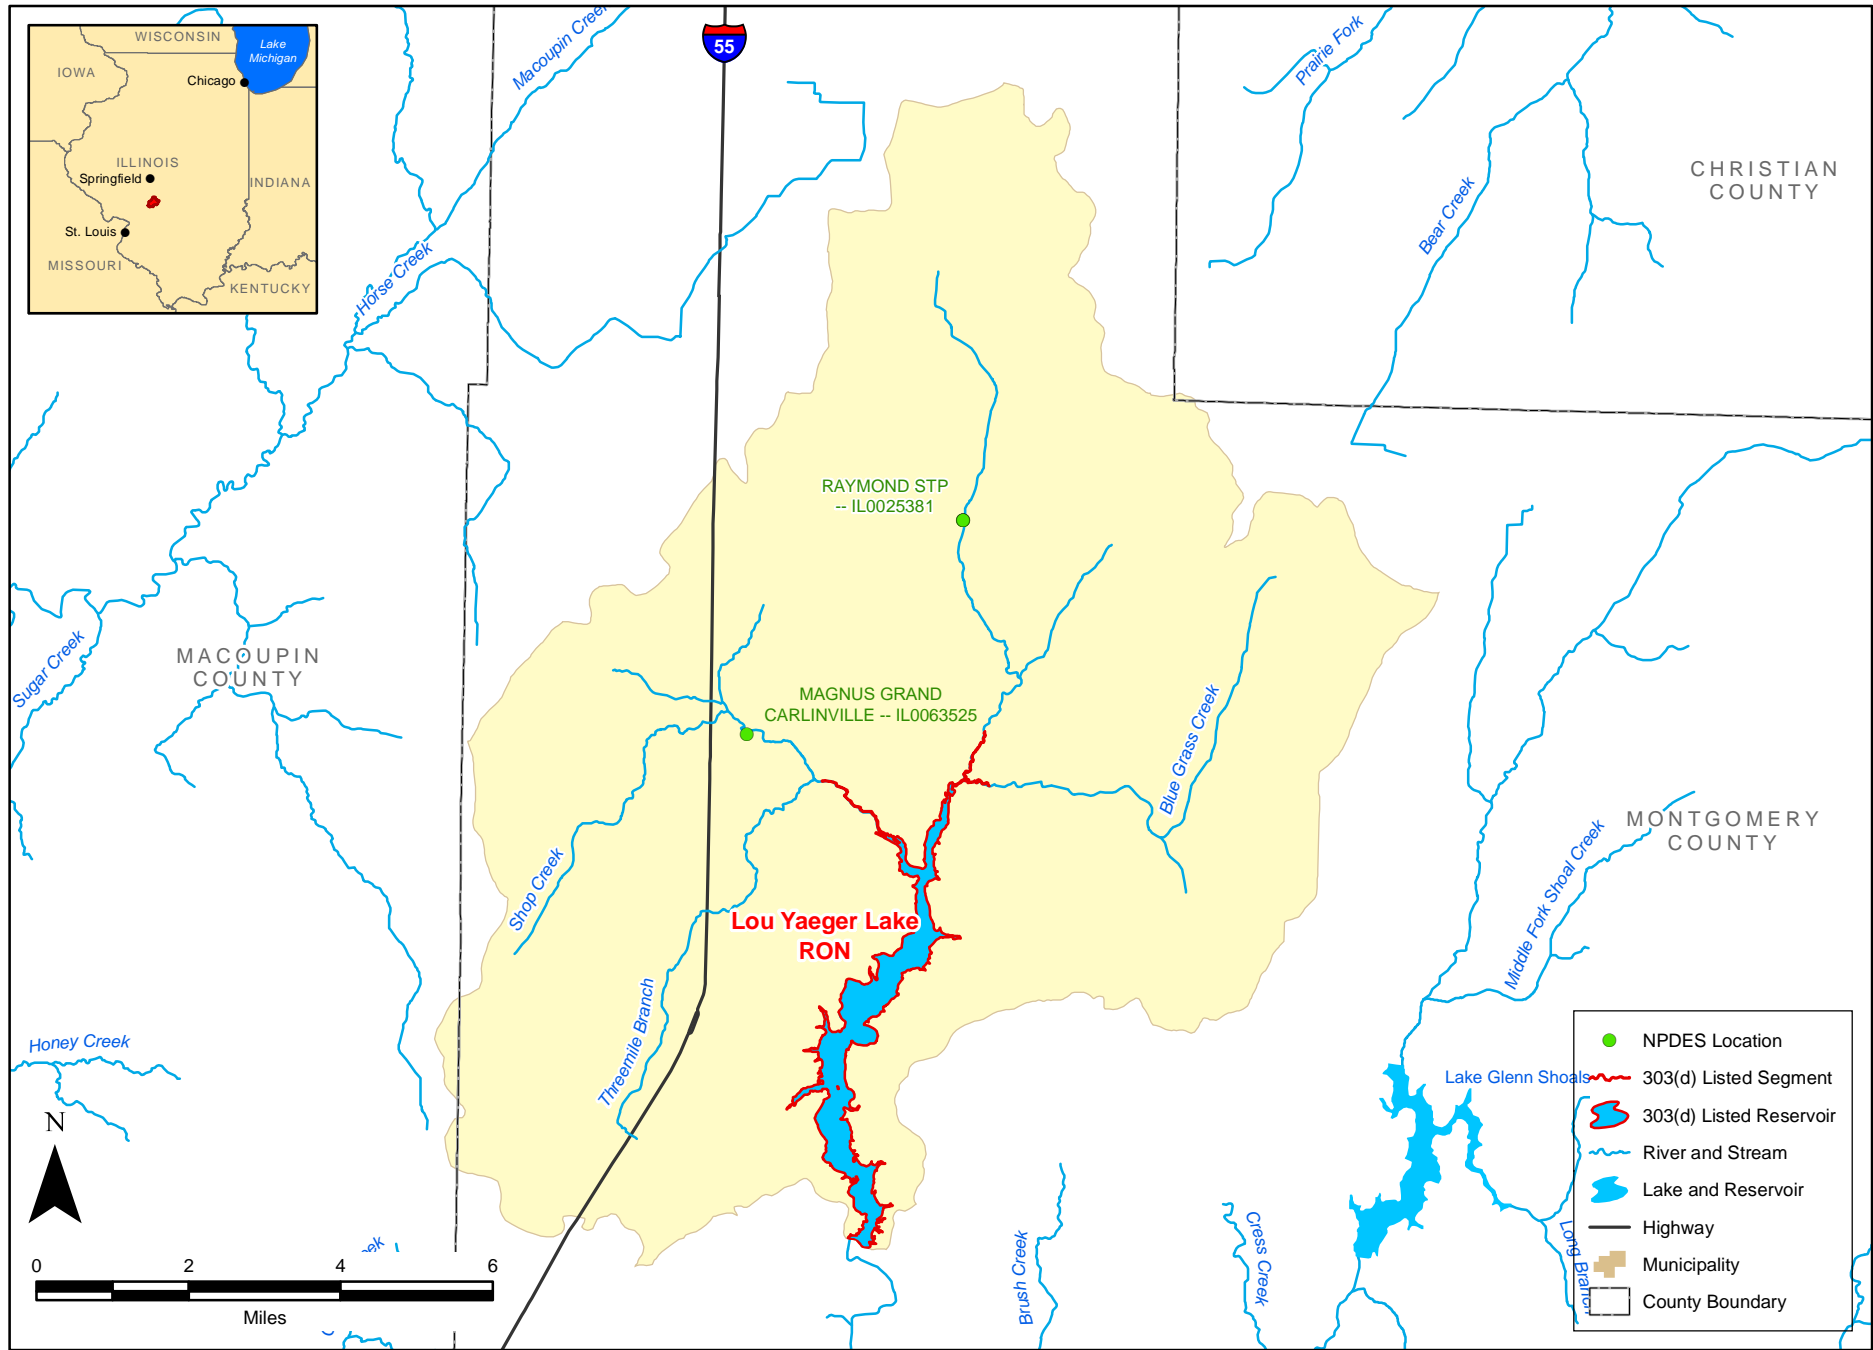 WISCONSIN
Lake
Michigan
IOWA
Chicago
ILLINOIS
Springfield
INDIANA
St. Louis
MISSOURI
KENTUCKY
Macoupin Creek
55
Prairie Fork
CHRISTIAN
COUNTY
Bear Creek
Horse Creek
RAYMOND STP
-- IL0025381
Sugar Creek
MACOUPIN
COUNTY
MAGNUS GRAND
CARLINVILLE -- IL0063525
Blue Grass Creek
MONTGOMERY
COUNTY
Shop Creek
Middle Fork Shoal Creek
Lou Yaeger Lake
RON
Threemile Branch
Honey Creek
N
Lake Glenn Shoals
NPDES Location
303(d) Listed Segment
303(d) Listed Reservoir
River and Stream
Lake and Reservoir
Highway
Municipality
County Boundary
Brush Creek
Cress Creek
Long Branch
0 2 4 6
Miles